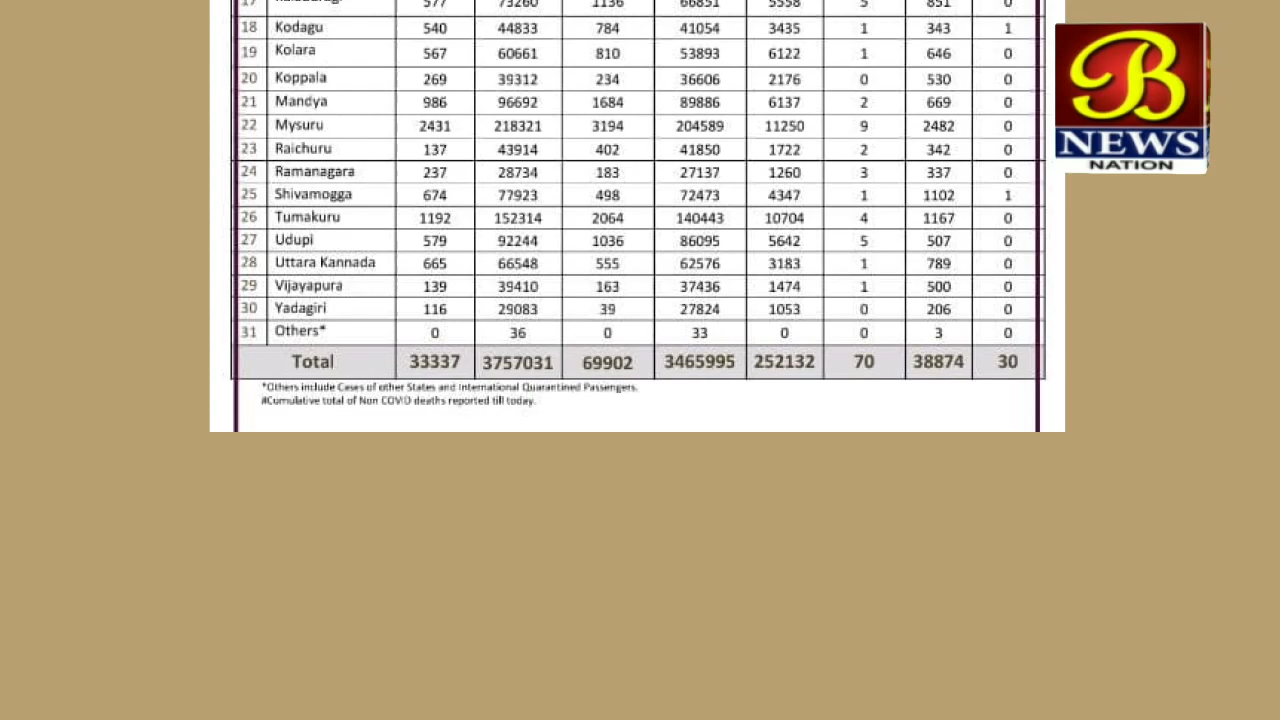 577 73260 1136 66851 5558 5 851 0
18 Kodagu 540 44833 784 41054 3435 1 343 1
19 Kolara 567 60661 810 53893 6122 1 646 0
20 Koppala 269 39312 234 36606 2176 0 530 0
21 Mandya 986 96692 1684 89886 6137 2 669 0
22 Mysuru 2431 218321 3194 204589 11250 9 2482 0
23 Raichuru 137 43914 402 41850 1722 2 342 0
24 Ramanagara 237 28734 183 27137 1260 3 337 0
25 Shivamogga 674 77923 498 72473 4347 1 1102 1
26 Tumakuru 1192 152314 2064 140443 10704 4 1167 0
27 Udupi 579 92244 1036 86095 5642 5 507 0
28 Uttara Kannada 665 66548 555 62576 3183 1 789 0
29 Vijayapura 139 39410 163 37436 1474 1 500 0
30 Yadagiri 116 29083 39 27824 1053 0 206 0
31 Others* 0 36 0 33 0 0 3 0
Total 33337 3757031 69902 3465995 252132 70 38874 30
*Others include Cases of other States and International Quarantined Passengers.
#Cumulative total of Non COVID deaths reported till today.
B
NEWS
NATION